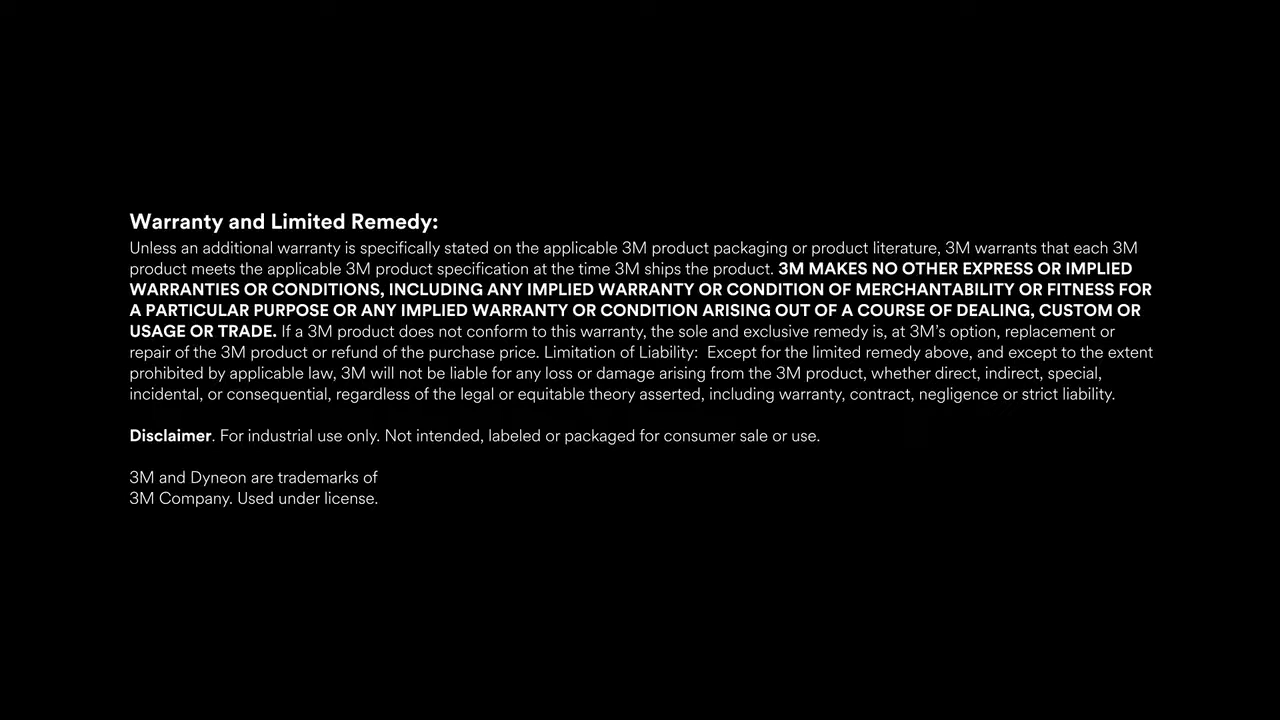 Warranty and Limited Remedy:
Unless an additional warranty is specifically stated on the applicable 3M product packaging or product literature, 3M warrants that each 3M
product meets the applicable 3M product specification at the time 3M ships the product. 3M MAKES NO OTHER EXPRESS OR IMPLIED
WARRANTIES OR CONDITIONS, INCLUDING ANY IMPLIED WARRANTY OR CONDITION OF MERCHANTABILITY OR FITNESS FOR
A PARTICULAR PURPOSE OR ANY IMPLIED WARRANTY OR CONDITION ARISING OUT OF A COURSE OF DEALING, CUSTOM OR
USAGE OR TRADE. If a 3M product does not conform to this warranty, the sole and exclusive remedy is, at 3M’s option, replacement or
repair of the 3M product or refund of the purchase price. Limitation of Liability:  Except for the limited remedy above, and except to the extent
prohibited by applicable law, 3M will not be liable for any loss or damage arising from the 3M product, whether direct, indirect, special,
incidental, or consequential, regardless of the legal or equitable theory asserted, including warranty, contract, negligence or strict liability.
Disclaimer. For industrial use only. Not intended, labeled or packaged for consumer sale or use.
3M and Dyneon are trademarks of
3M Company. Used under license.